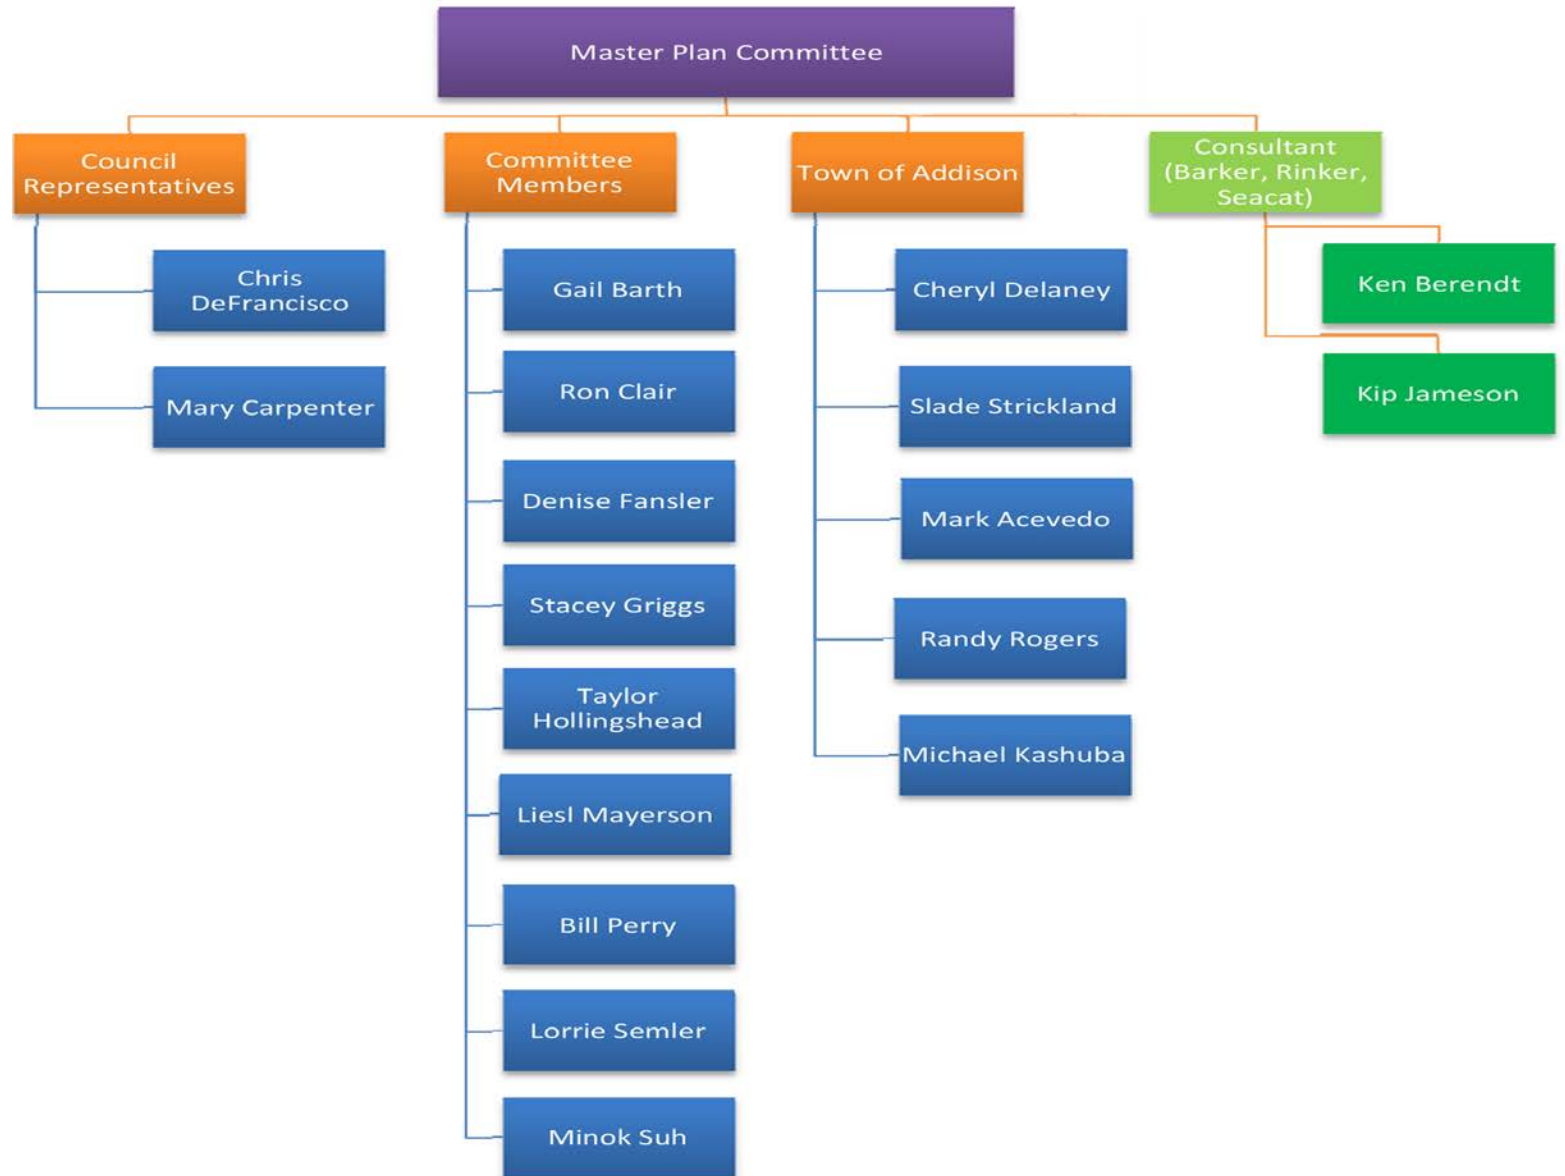 Master Plan Committee
Council
Representatives
Chris
DeFrancisco
Mary Carpenter
Committee
Members
Gail Barth
Ron Clair
Denise Fansler
Stacey Griggs
Taylor
Hollingshead
Liesl Mayerson
Bill Perry
Lorrie Semler
Minok Suh
Town of Addison
Cheryl Delaney
Slade Strickland
Mark Acevedo
Randy Rogers
Michael Kashuba
Consultant
(Barker, Rinker,
Seacat)
Ken Berendt
Kip Jameson